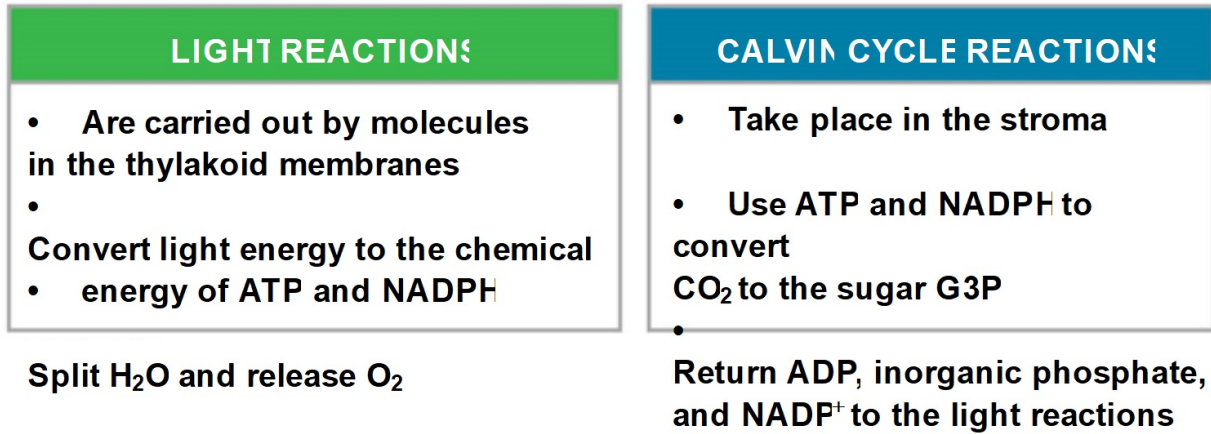 LIGHT REACTIONS
• Are carried out by molecules
in the thylakoid membranes
•
Convert light energy to the chemical
• energy of ATP and NADPH
Split H₂O and release O₂
CALVIN CYCLE REACTIONS
• Take place in the stroma
• Use ATP and NADPH to
convert
CO₂ to the sugar G3P
•
Return ADP, inorganic phosphate,
and NADP⁺ to the light reactions